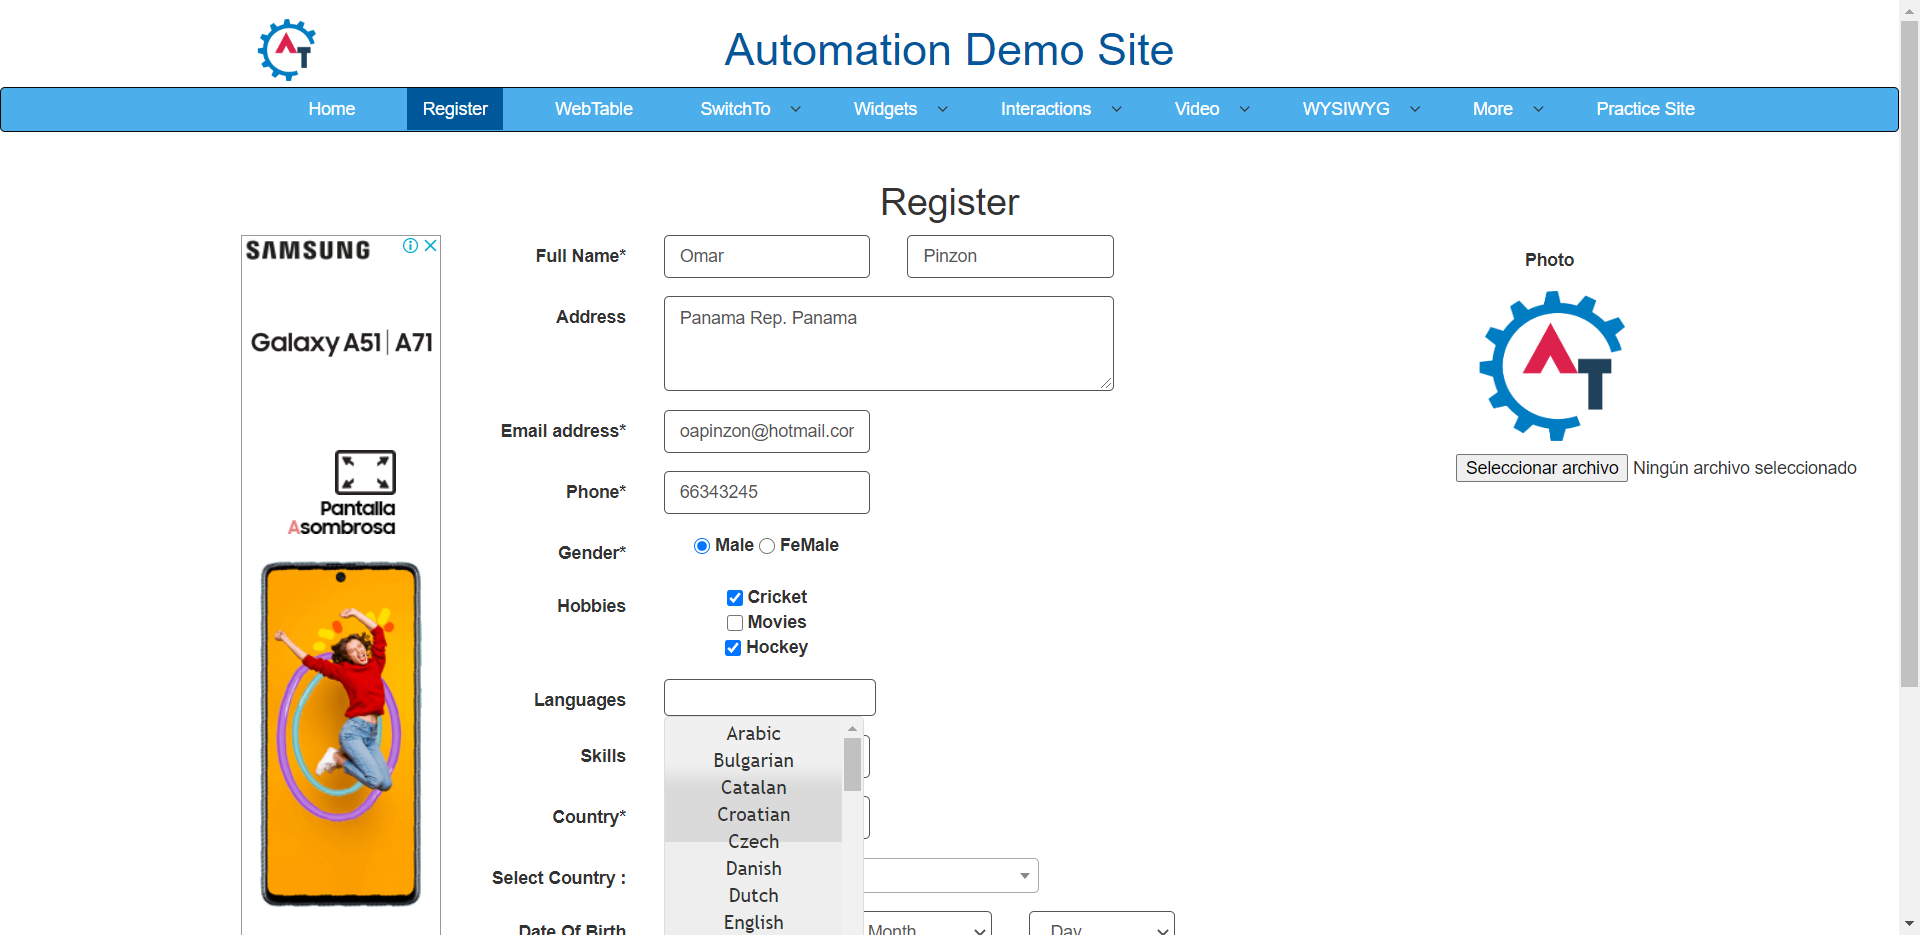 AT
Automation Demo Site
Home Register WebTable SwitchTo Widgets Interactions Video WYSIWYG More Practice Site
Register
SAMSUNG
Galaxy A51 | A71
Pantalla
Asombrosa
Full Name* Omar Pinzon
Address Panama Rep. Panama
Email address* oapinzon@hotmail.cor
Phone* 66343245
Gender* Male FeMale
Hobbies Cricket
Movies
Hockey
Languages
Arabic
Skills
Bulgarian
Catalan
Country* Croatian
Czech
Danish
Select Country :
Dutch
English
Date Of Birth Month Day
Photo
AT
Seleccionar archivo Ningún archivo seleccionado